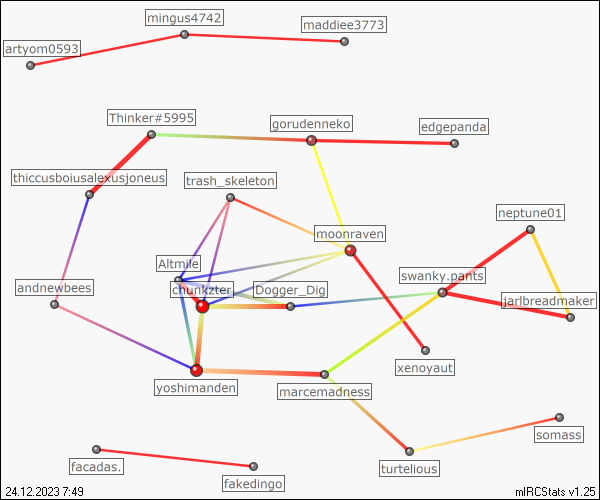 mingus4742
maddiee3773
artyom0593
Thinker#5995
gorudenneko
edgepanda
thiccusboiusalexusjoneus
trash_skeleton
neptune01
moonraven
Altmile
swanky.pants
andnewbees
chunkzter
Dogger_Dig
jarlbreadmaker
xenoyaut
yoshimanden
marcemadness
somass
facadas.
turtelious
fakedingo
24.12.2023 7:49
mIRCStats v1.25